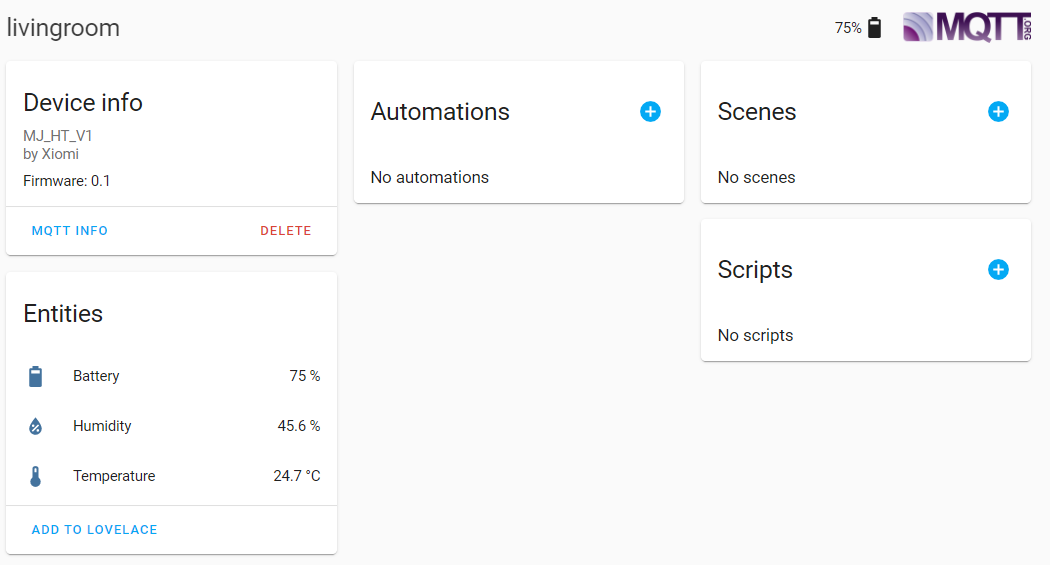 livingroom
75%
MQTT.ORG
Device info
MJ_HT_V1
by Xiomi
Firmware: 0.1
MQTT INFO
DELETE
Entities
Battery 75 %
Humidity 45.6 %
Temperature 24.7 °C
ADD TO LOVELACE
Automations
No automations
Scenes
No scenes
Scripts
No scripts